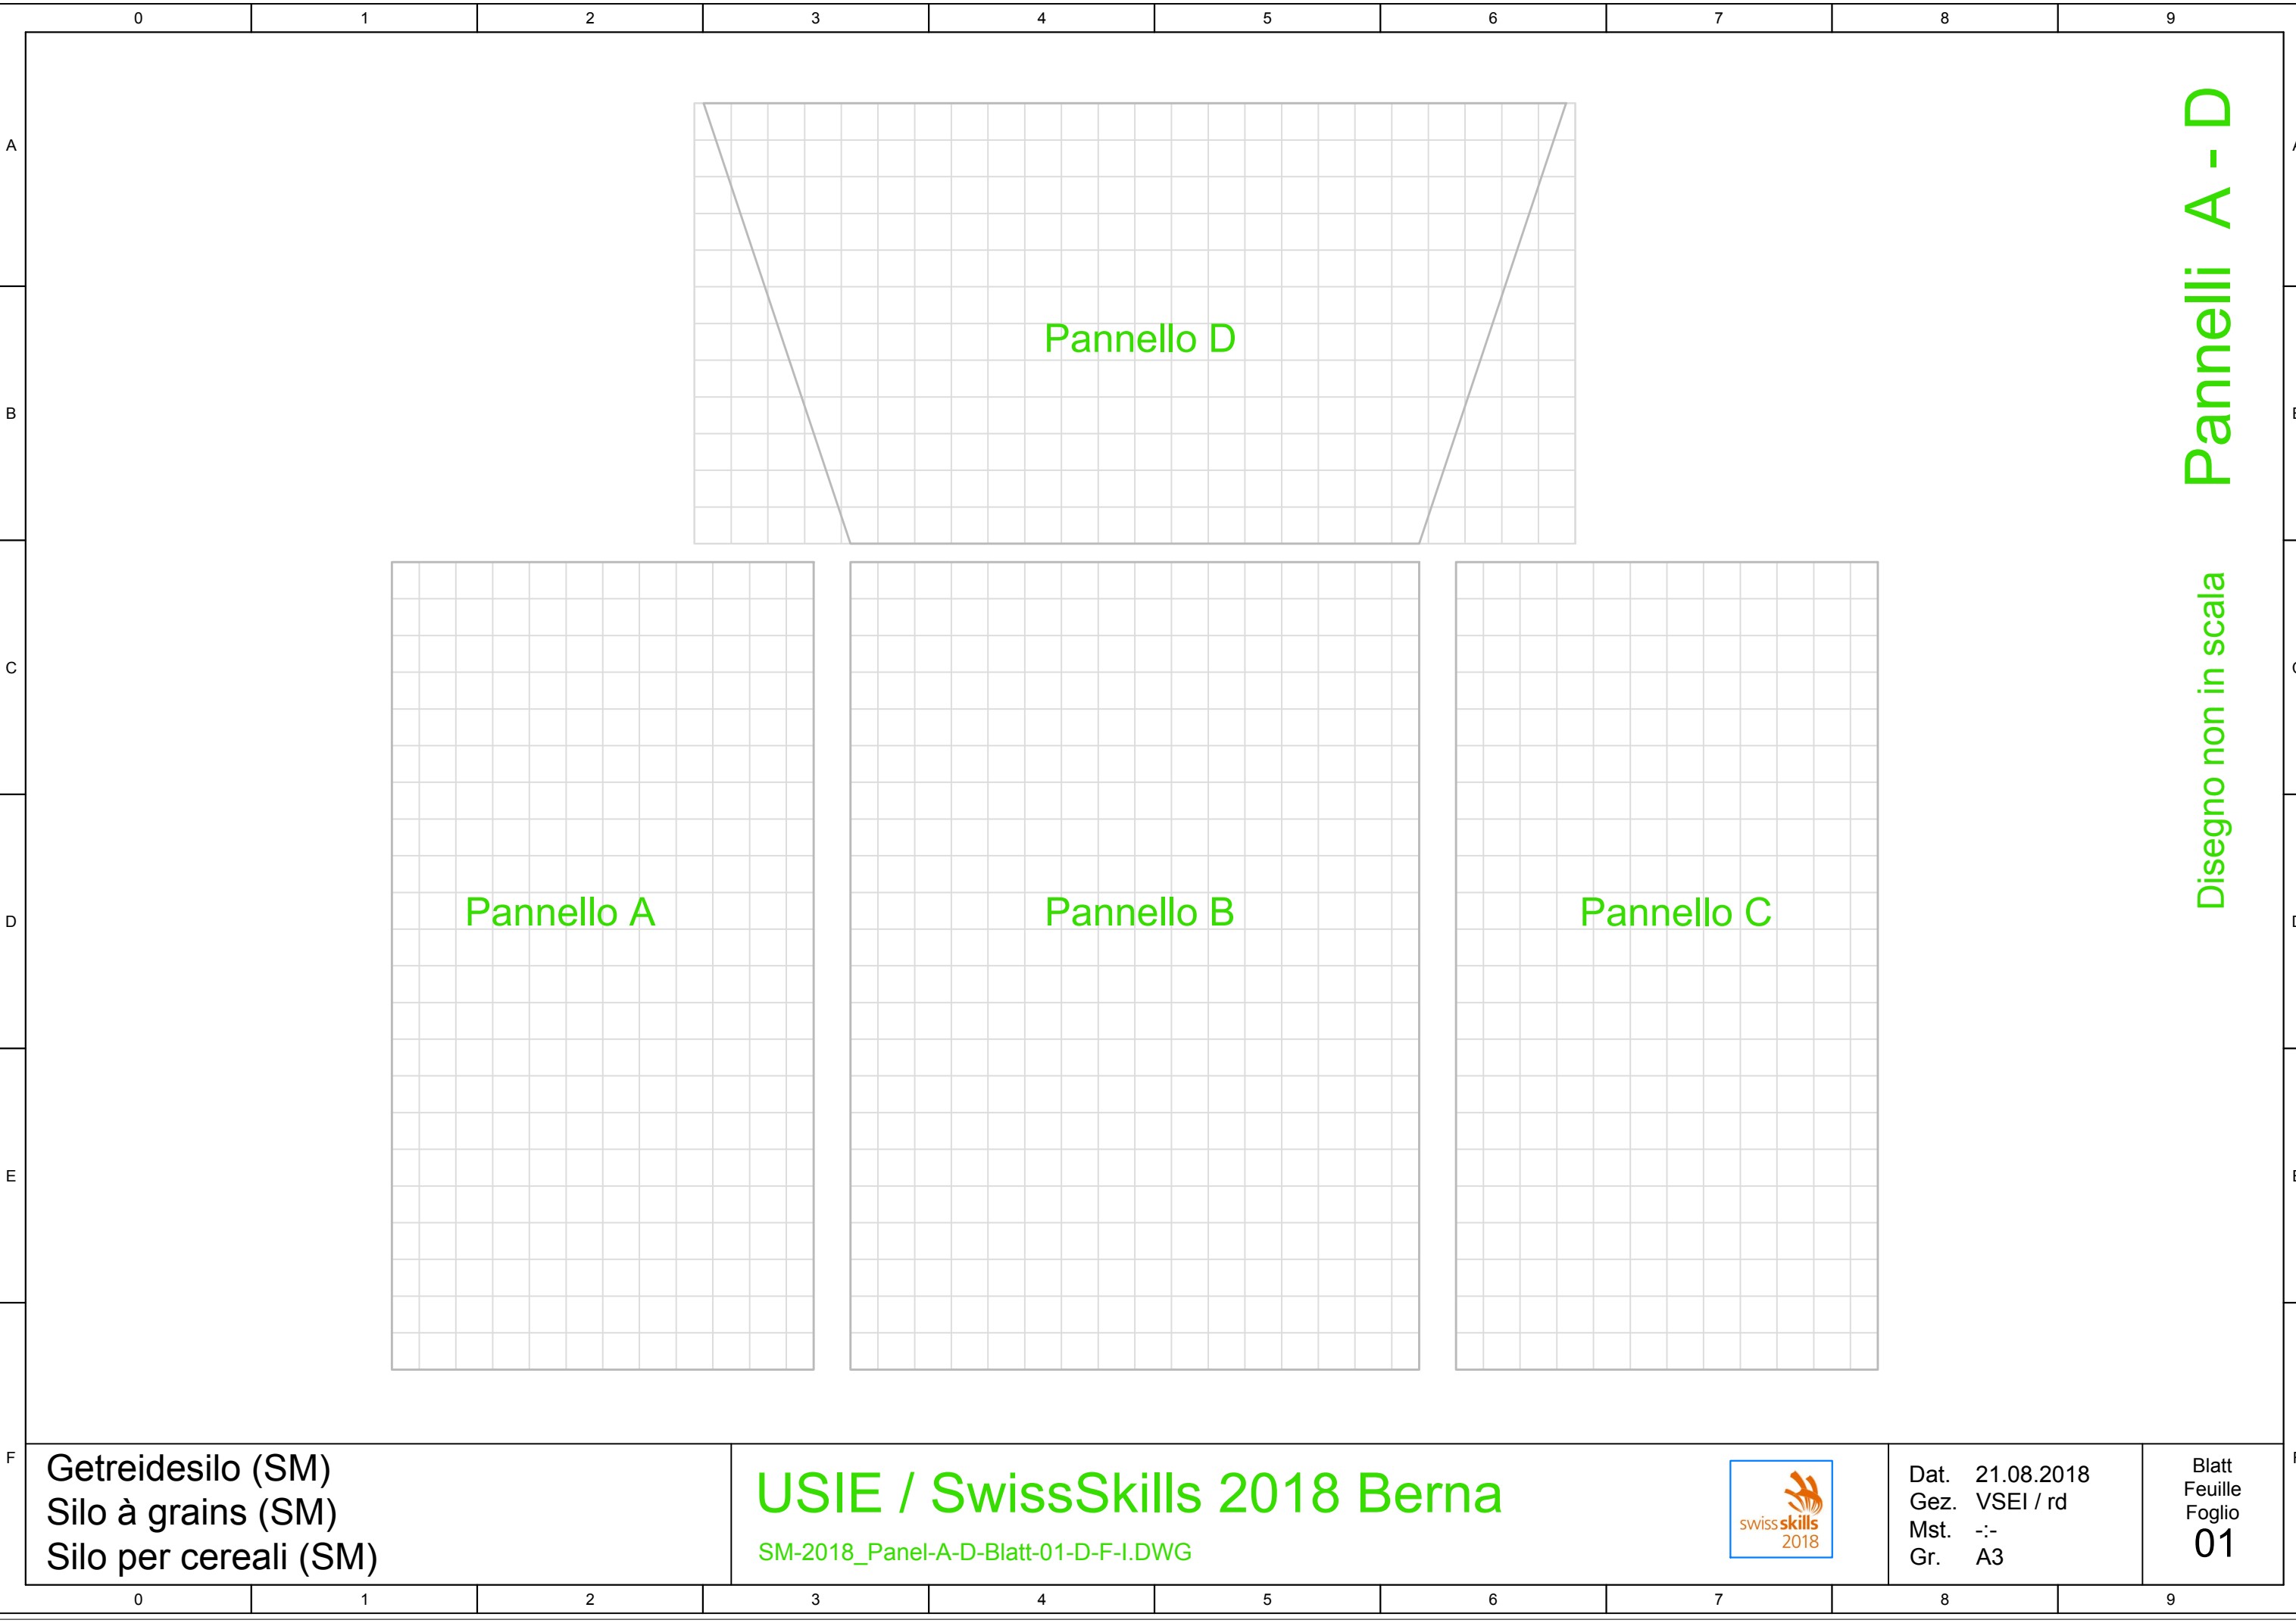 0 1 2 3 4 5 6 7 8 9
A
B
C
D
E
F
Pannello D
Pannello A
Pannello B
Pannello C
Pannelli A - D
Disegno non in scala
Getreidesilo (SM)
Silo à grains (SM)
Silo per cereali (SM)
USIE / SwissSkills 2018 Berna
SM-2018_Panel-A-D-Blatt-01-D-F-I.DWG
swissskills
2018
Dat. 21.08.2018
Gez. VSEI / rd
Mst. -:-
Gr. A3
Blatt
Feuille
Foglio
01
0 1 2 3 4 5 6 7 8 9